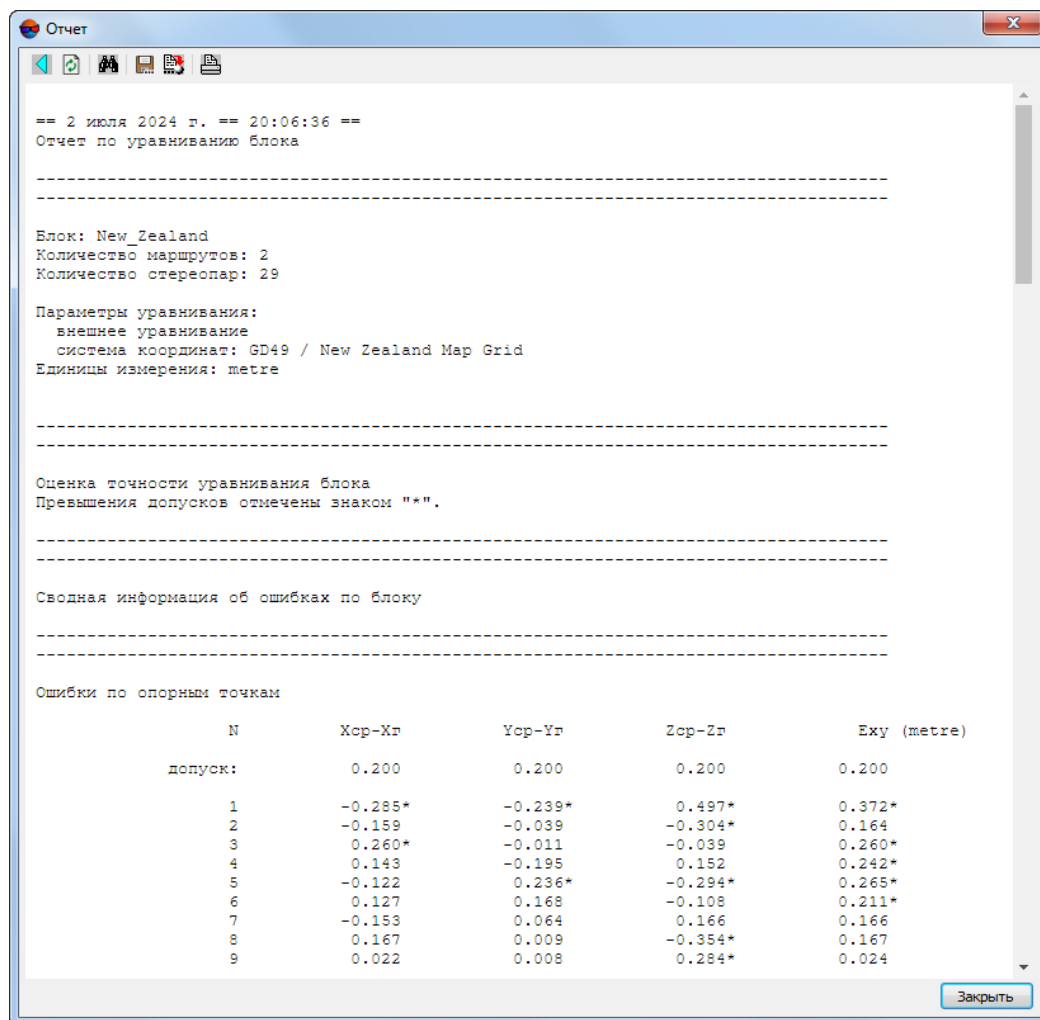 Отчет
== 2 июля 2024 г. == 20:06:36 ==
Отчет по уравниванию блока
------------------------------------------------------------------------------------
------------------------------------------------------------------------------------
Блок: New_Zealand
Количество маршрутов: 2
Количество стереопар: 29
Параметры уравнивания:
внешнее уравнивание
система координат: GD49 / New Zealand Map Grid
Единицы измерения: metre
------------------------------------------------------------------------------------
------------------------------------------------------------------------------------
Оценка точности уравнивания блока
Превышения допусков отмечены знаком "*".
------------------------------------------------------------------------------------
------------------------------------------------------------------------------------
Сводная информация об ошибках по блоку
------------------------------------------------------------------------------------
------------------------------------------------------------------------------------
Ошибки по опорным точкам
N Xср-Xг Yср-Yг Zср-Zг Exy (metre)
допуск: 0.200 0.200 0.200 0.200
1 -0.285* -0.239* 0.497* 0.372*
2 -0.159 -0.039 -0.304* 0.164
3 0.260* -0.011 -0.039 0.260*
4 0.143 -0.195 0.152 0.242*
5 -0.122 0.236* -0.294* 0.265*
6 0.127 0.168 -0.108 0.211*
7 -0.153 0.064 0.166 0.166
8 0.167 0.009 -0.354* 0.167
9 0.022 0.008 0.284* 0.024
Закрыть